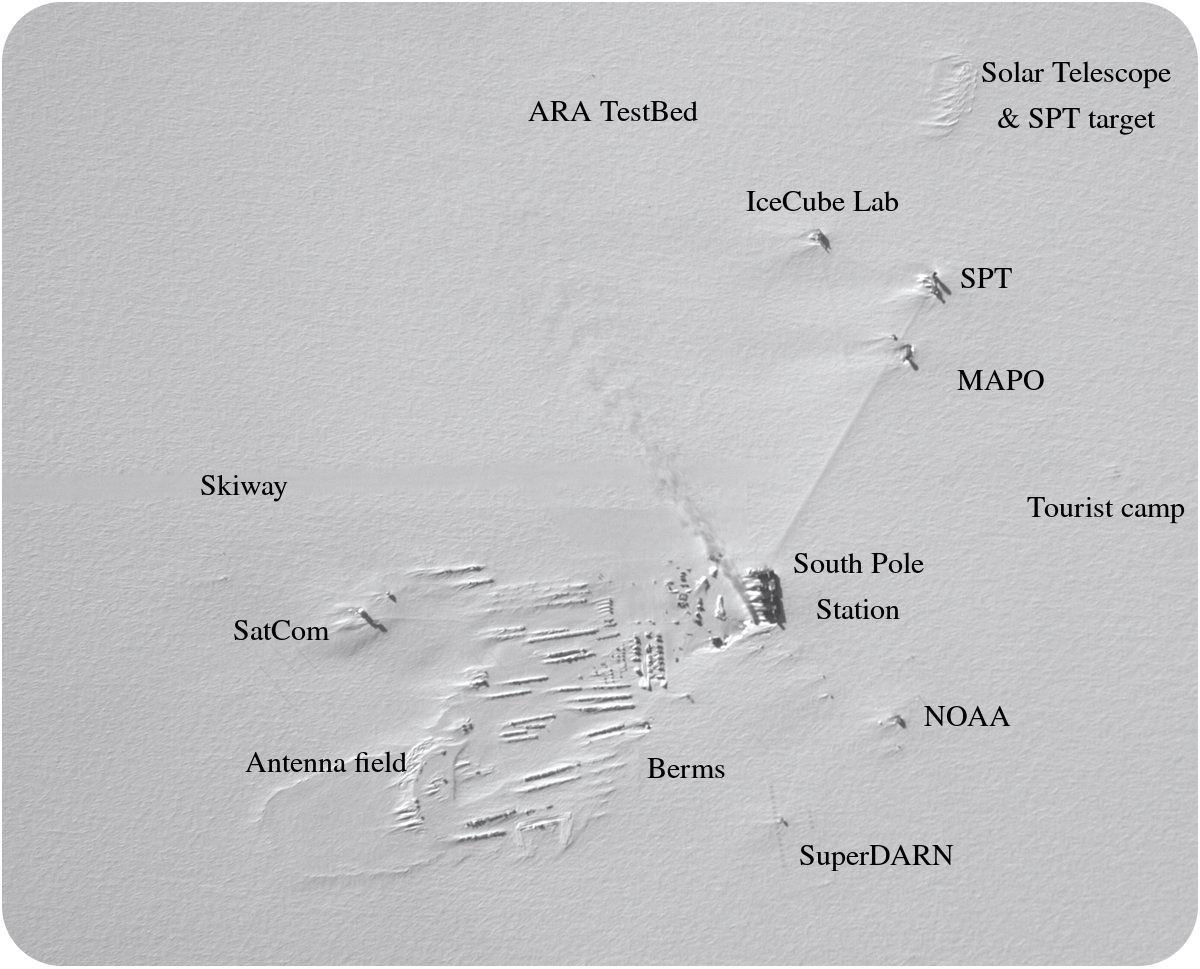 Solar Telescope
& SPT target
ARA TestBed
IceCube Lab
SPT
MAPO
Skiway
Tourist camp
South Pole
Station
SatCom
NOAA
Antenna field
Berms
SuperDARN